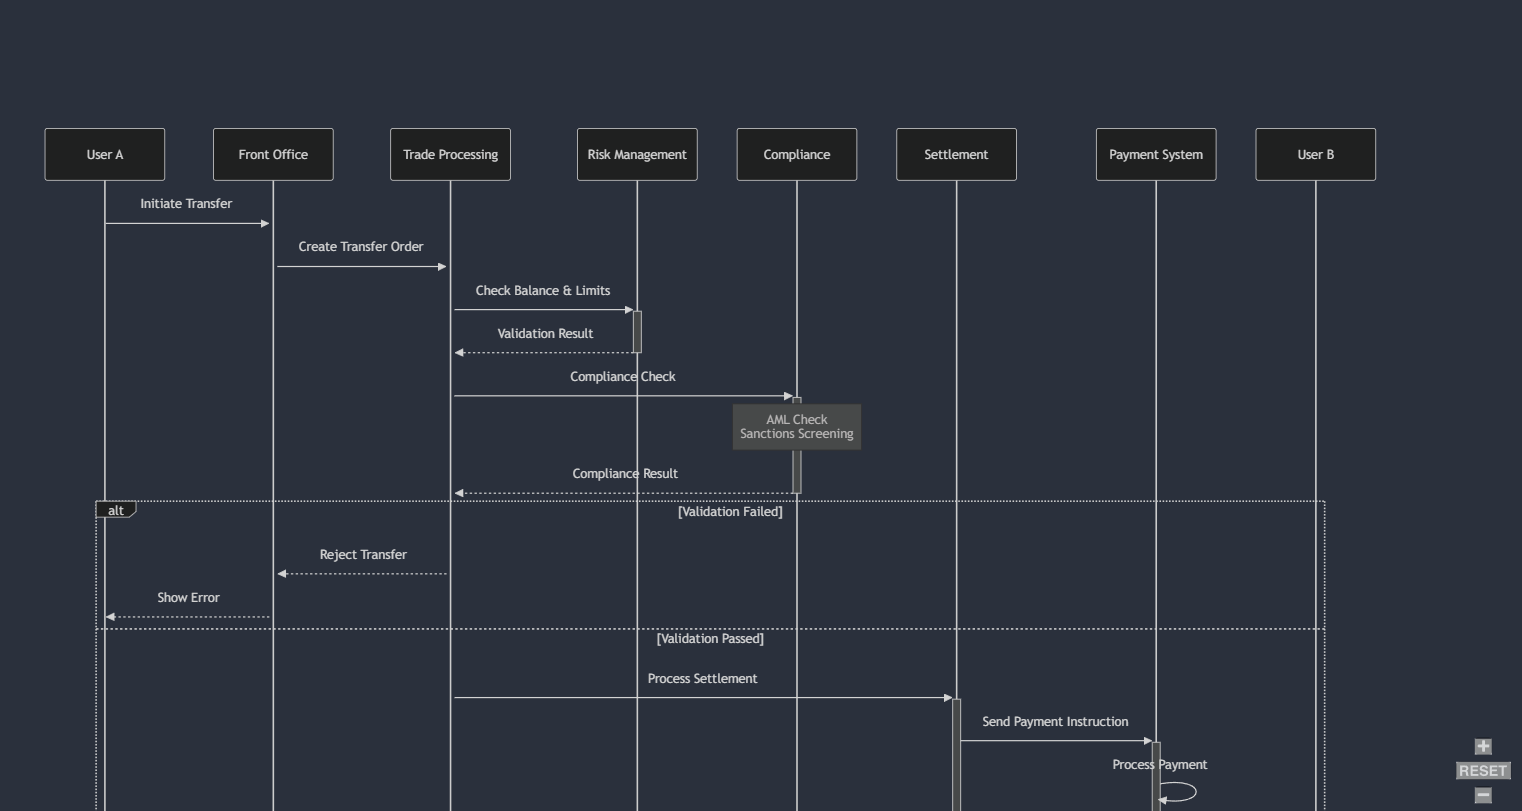 User A
Front Office
Trade Processing
Risk Management
Compliance
Settlement
Payment System
User B
Initiate Transfer
Create Transfer Order
Check Balance & Limits
Validation Result
Compliance Check
AML Check
Sanctions Screening
Compliance Result
alt
[Validation Failed]
Reject Transfer
Show Error
[Validation Passed]
Process Settlement
Send Payment Instruction
+
Process Payment
RESET
−